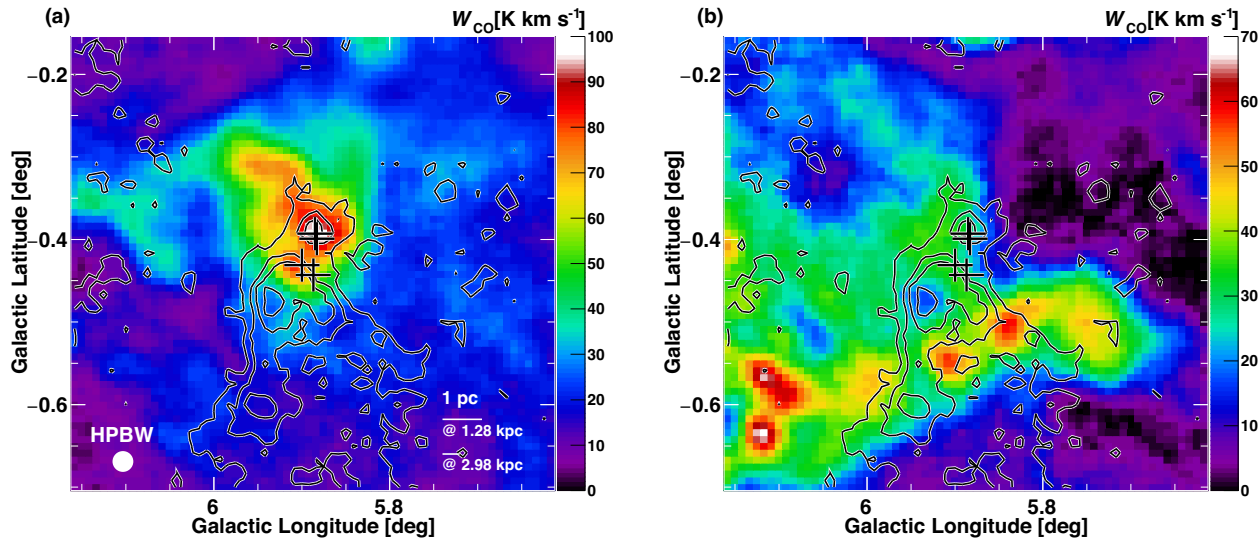 (a)
W_CO[K km s⁻¹]
100
90
80
70
60
50
40
30
20
10
0
−0.2
−0.4
−0.6
Galactic Latitude [deg]
6
5.8
Galactic Longitude [deg]
HPBW
1 pc
@ 1.28 kpc
@ 2.98 kpc
(b)
W_CO[K km s⁻¹]
70
60
50
40
30
20
10
0
−0.2
−0.4
−0.6
Galactic Latitude [deg]
6
5.8
Galactic Longitude [deg]